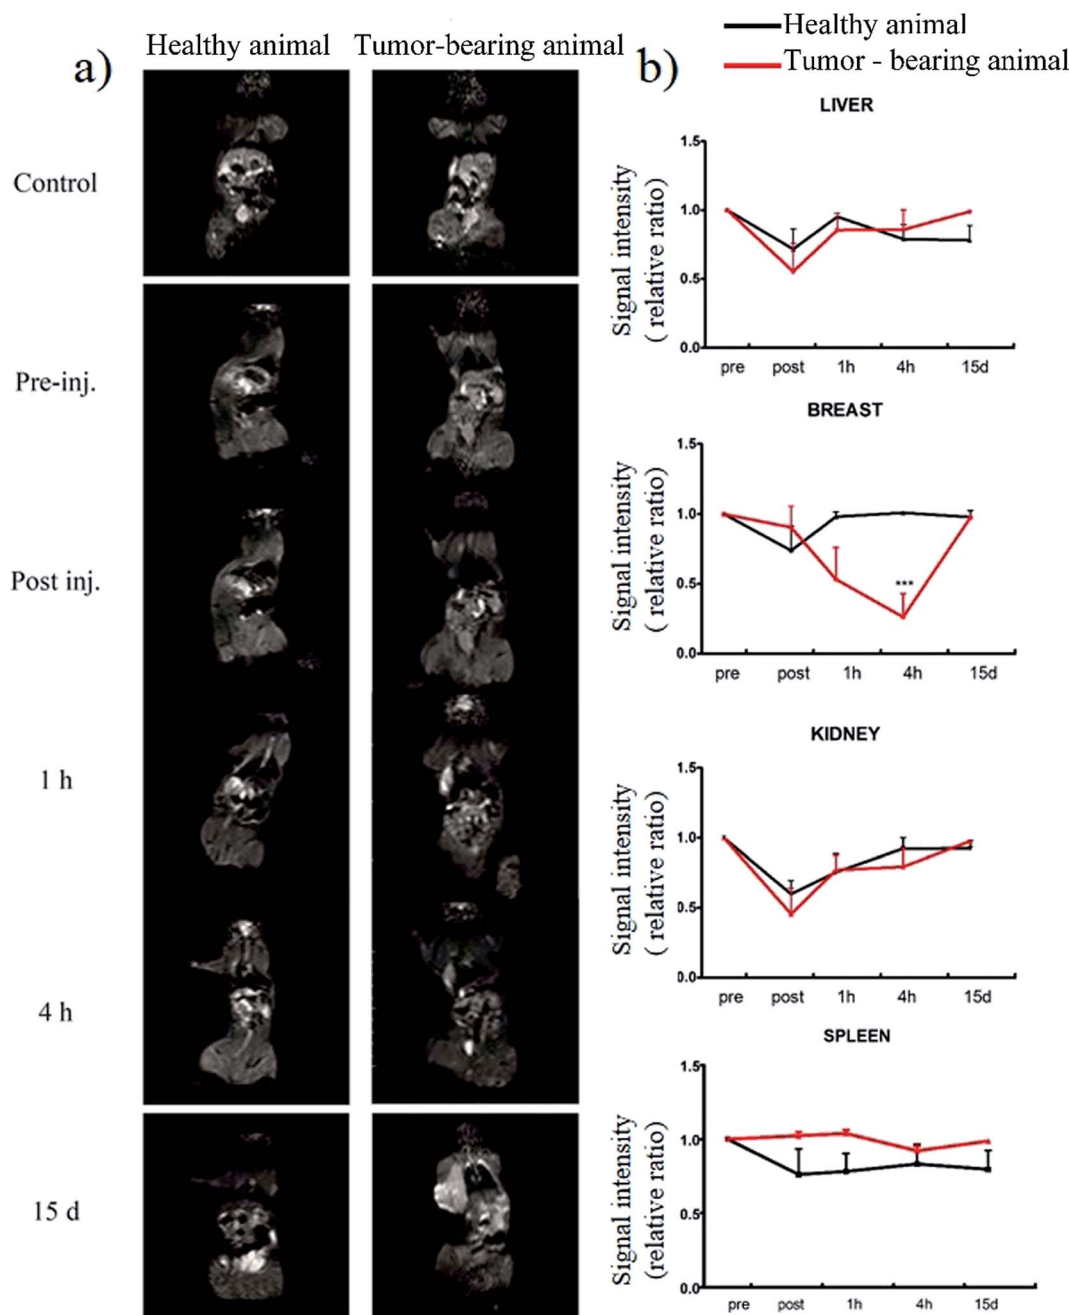 a)
Healthy animal
Tumor-bearing animal
Control
Pre-inj.
Post inj.
1 h
4 h
15 d
b)
Healthy animal
Tumor - bearing animal
LIVER
Signal intensity
( relative ratio)
1.5
1.0
0.5
0.0
pre post 1h 4h 15d
BREAST
Signal intensity
( relative ratio)
1.5
1.0
0.5
0.0
***
pre post 1h 4h 15d
KIDNEY
Signal intensity
( relative ratio)
1.5
1.0
0.5
0.0
pre post 1h 4h 15d
SPLEEN
Signal intensity
(relative ratio)
1.5
1.0
0.5
0.0
pre post 1h 4h 15d